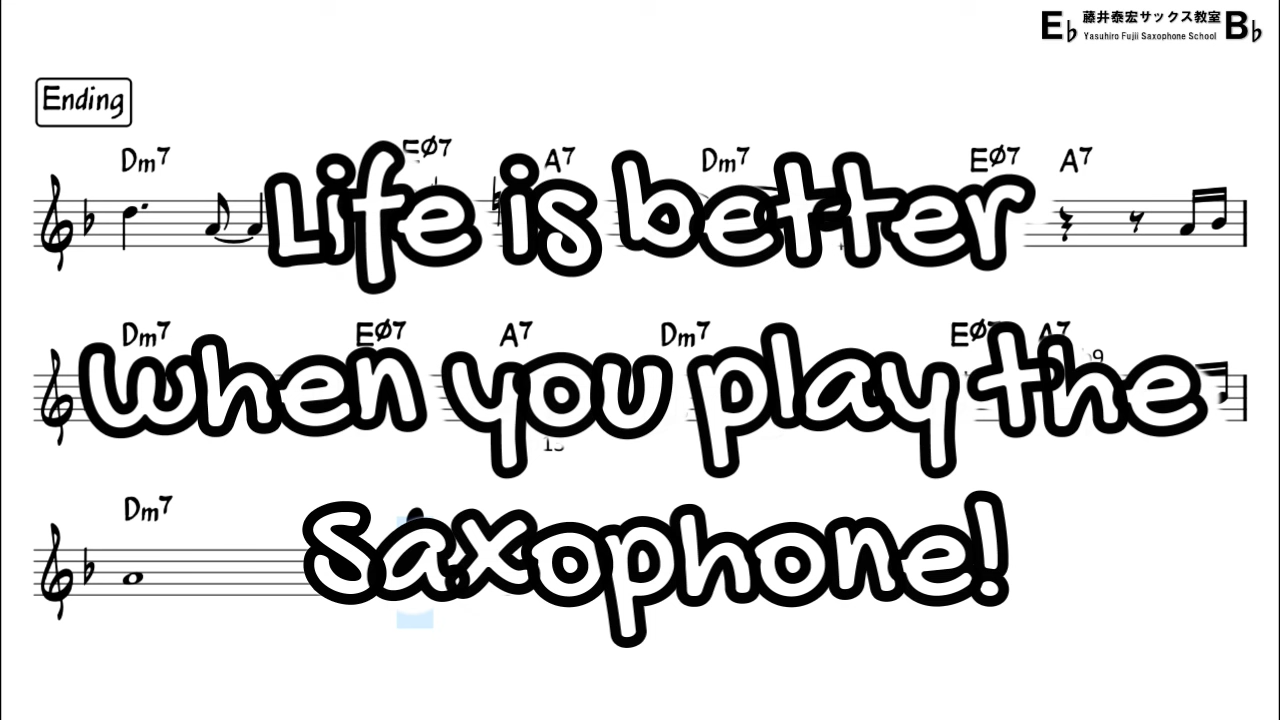 E♭ 藤井泰宏サックス教室 B♭
Yasuhiro Fujii Saxophone School
Ending
Dm7 EØ7 A7 Dm7 EØ7 A7
Life is better
Dm7 EØ7 A7 Dm7 EØ7 A7
when you play the
Dm7
saxophone!